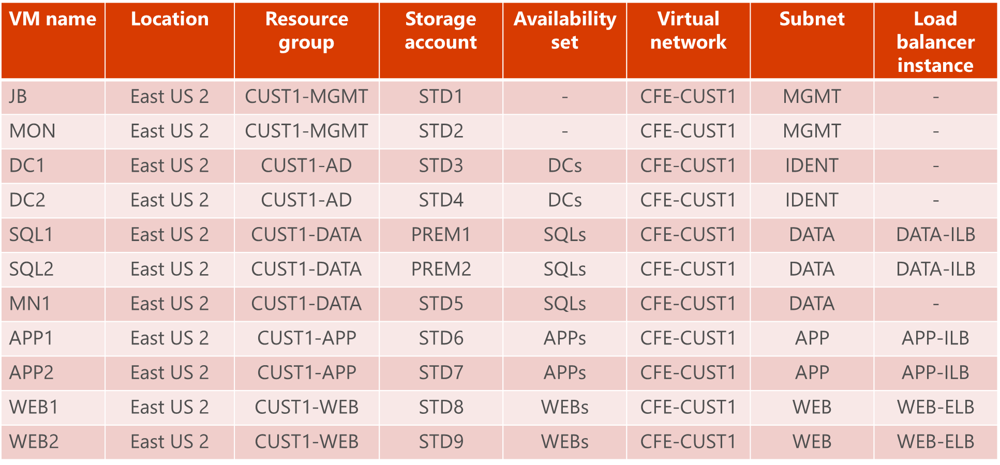 VM name Location Resource group Storage account Availability set Virtual network Subnet Load balancer instance
JB East US 2 CUST1-MGMT STD1 - CFE-CUST1 MGMT -
MON East US 2 CUST1-MGMT STD2 - CFE-CUST1 MGMT -
DC1 East US 2 CUST1-AD STD3 DCs CFE-CUST1 IDENT -
DC2 East US 2 CUST1-AD STD4 DCs CFE-CUST1 IDENT -
SQL1 East US 2 CUST1-DATA PREM1 SQLs CFE-CUST1 DATA DATA-ILB
SQL2 East US 2 CUST1-DATA PREM2 SQLs CFE-CUST1 DATA DATA-ILB
MN1 East US 2 CUST1-DATA STD5 SQLs CFE-CUST1 DATA -
APP1 East US 2 CUST1-APP STD6 APPs CFE-CUST1 APP APP-ILB
APP2 East US 2 CUST1-APP STD7 APPs CFE-CUST1 APP APP-ILB
WEB1 East US 2 CUST1-WEB STD8 WEBs CFE-CUST1 WEB WEB-ELB
WEB2 East US 2 CUST1-WEB STD9 WEBs CFE-CUST1 WEB WEB-ELB